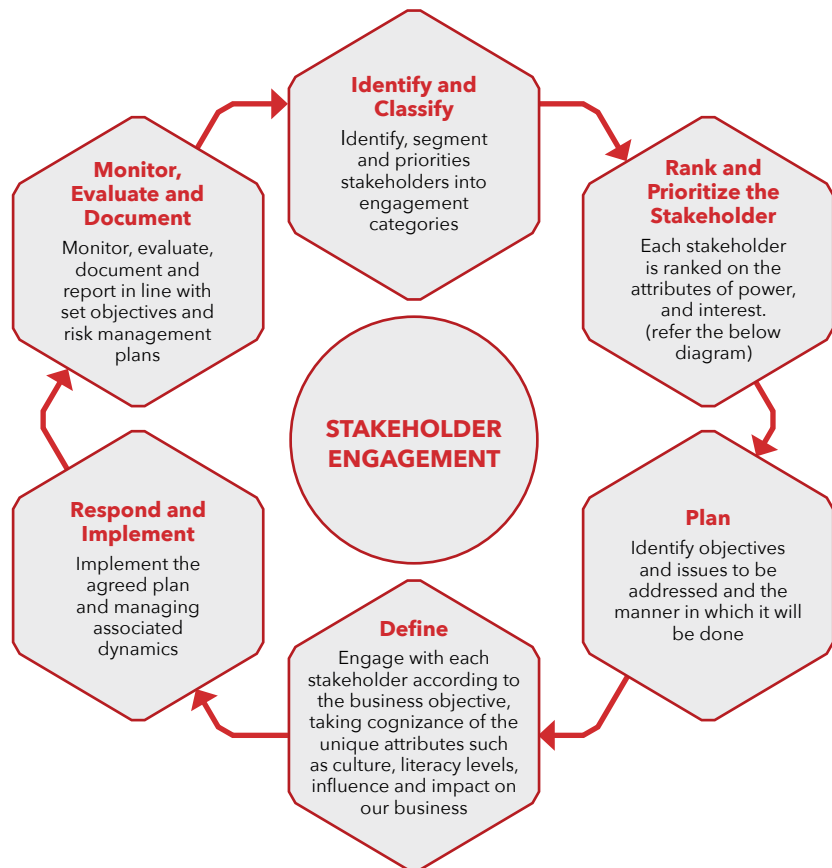 Identify and
Classify
Identify, segment
and priorities
stakeholders into
engagement
categories
Rank and
Prioritize the
Stakeholder
Each stakeholder
is ranked on the
attributes of power,
and interest.
(refer the below
diagram)
Plan
Identify objectives
and issues to be
addressed and the
manner in which it will
be done
Define
Engage with each
stakeholder according to
the business objective,
taking cognizance of the
unique attributes such
as culture, literacy levels,
influence and impact on
our business
Respond and
Implement
Implement the
agreed plan
and managing
associated
dynamics
Monitor,
Evaluate and
Document
Monitor, evaluate,
document and
report in line with
set objectives and
risk management
plans
STAKEHOLDER
ENGAGEMENT